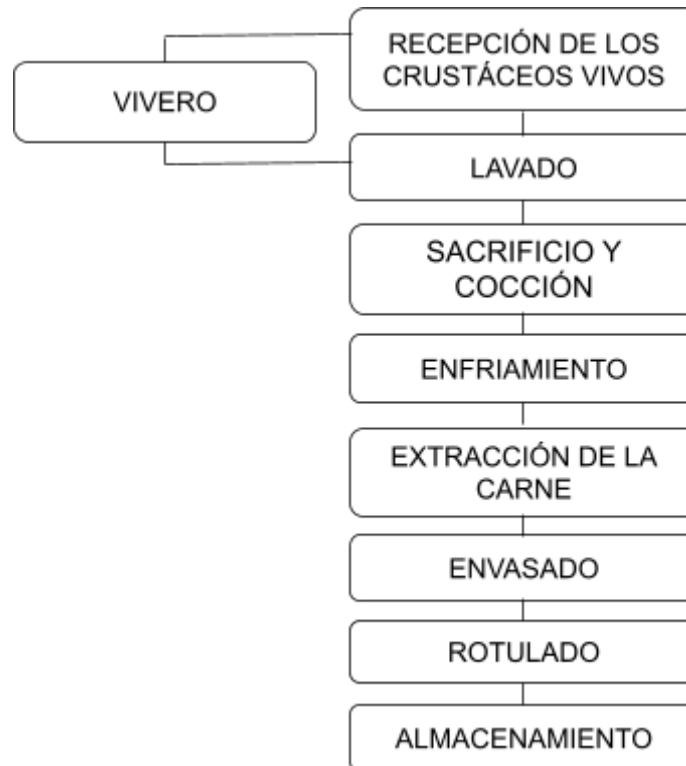 RECEPCIÓN DE LOS
CRUSTÁCEOS VIVOS
VIVERO
LAVADO
SACRIFICIO Y
COCCIÓN
ENFRIAMIENTO
EXTRACCIÓN DE LA
CARNE
ENVASADO
ROTULADO
ALMACENAMIENTO